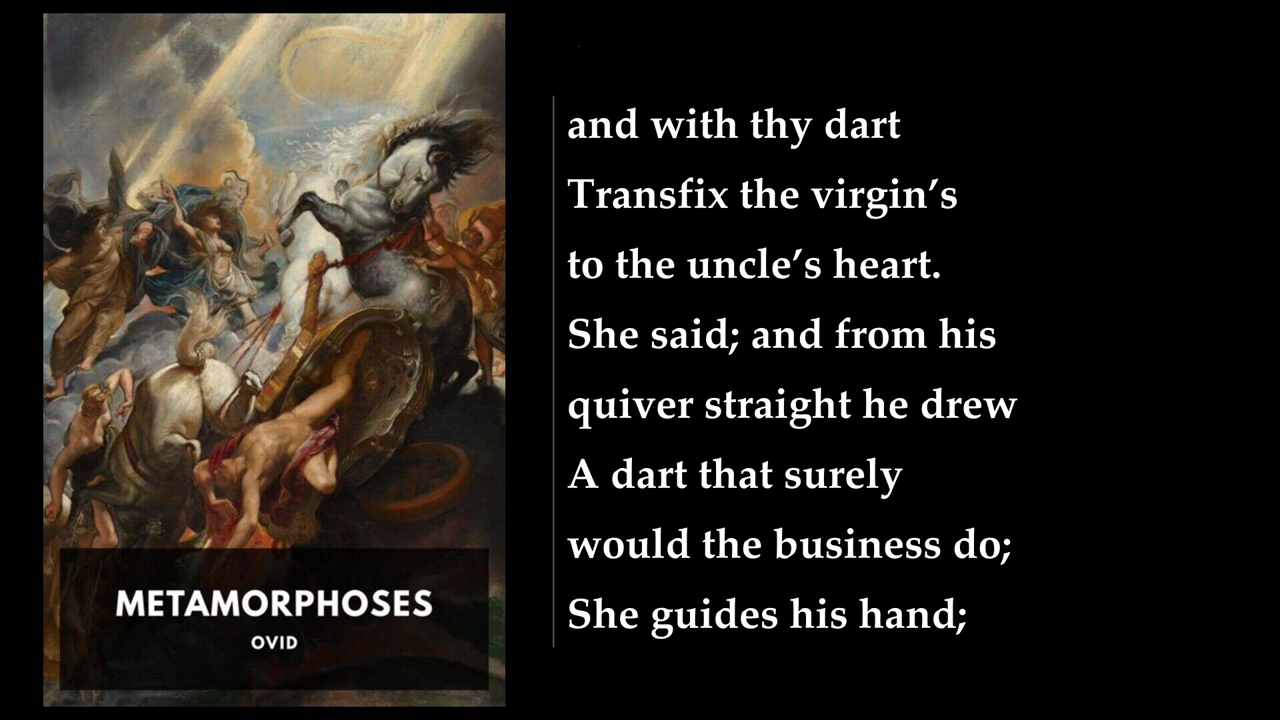 METAMORPHOSES
OVID
and with thy dart
Transfix the virgin’s
to the uncle’s heart.
She said; and from his
quiver straight he drew
A dart that surely
would the business do;
She guides his hand;